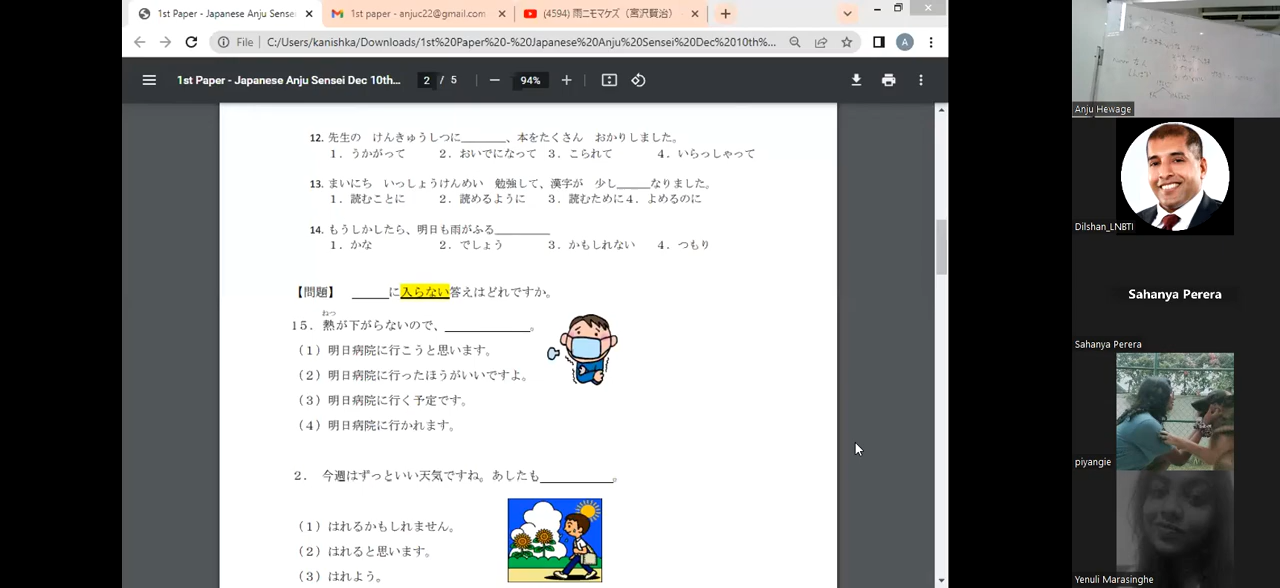 1st Paper - Japanese Anju Sensei
1st paper - anjuc22@gmail.com
(4594) 雨ニモマケズ（宮沢賢治）
File
C:/Users/kanishka/Downloads/1st%20Paper%20-%20Japanese%20Anju%20Sensei%20Dec%2010th%...
A
1st Paper - Japanese Anju Sensei Dec 10th...
2 / 5
94%
12. 先生の けんきゅうしつに______、本をたくさん おかりしました。
1．うかがって 2．おいでになって 3．こられて 4．いらっしゃって
13. まいにち いっしょうけんめい 勉強して、漢字が 少し_____なりました。
1．読むことに 2．読めるように 3．読むために 4．よめるのに
14. もうしかしたら、明日も雨がふる________
1．かな 2．でしょう 3．かもしれない 4．つもり
【問題】 _____に入らない答えはどれですか。
ねつ
15．熱が下がらないので、____________。
（1）明日病院に行こうと思います。
（2）明日病院に行ったほうがいいですよ。
（3）明日病院に行く予定です。
（4）明日病院に行かれます。
2． 今週はずっといい天気ですね。あしたも__________。
（1）はれるかもしれません。
（2）はれると思います。
（3）はれよう。
Anju Hewage
Dilshan_LNBTI
Sahanya Perera
Sahanya Perera
piyangie
Yenuli Marasinghe